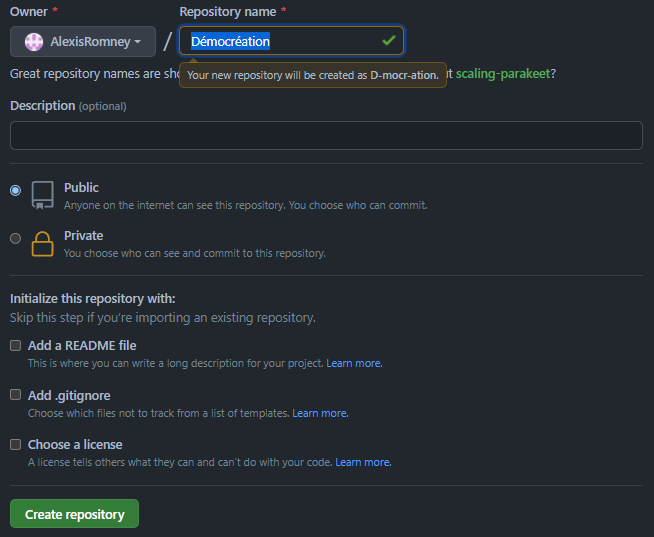 Owner * Repository name *
AlexisRomney / Démocréation
Great repository names are sho t scaling-parakeet?
Your new repository will be created as D-mocr-ation.
Description (optional)
Public
Anyone on the internet can see this repository. You choose who can commit.
Private
You choose who can see and commit to this repository.
Initialize this repository with:
Skip this step if you're importing an existing repository.
Add a README file
This is where you can write a long description for your project. Learn more.
Add .gitignore
Choose which files not to track from a list of templates. Learn more.
Choose a license
A license tells others what they can and can't do with your code. Learn more.
Create repository